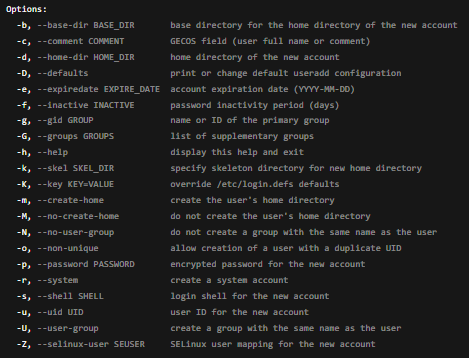 Options:
-b, --base-dir BASE_DIR base directory for the home directory of the new account
-c, --comment COMMENT GECOS field (user full name or comment)
-d, --home-dir HOME_DIR home directory of the new account
-D, --defaults print or change default useradd configuration
-e, --expiredate EXPIRE_DATE account expiration date (YYYY-MM-DD)
-f, --inactive INACTIVE password inactivity period (days)
-g, --gid GROUP name or ID of the primary group
-G, --groups GROUPS list of supplementary groups
-h, --help display this help and exit
-k, --skel SKEL_DIR specify skeleton directory for new home directory
-K, --key KEY=VALUE override /etc/login.defs defaults
-m, --create-home create the user's home directory
-M, --no-create-home do not create the user's home directory
-N, --no-user-group do not create a group with the same name as the user
-o, --non-unique allow creation of a user with a duplicate UID
-p, --password PASSWORD encrypted password for the new account
-r, --system create a system account
-s, --shell SHELL login shell for the new account
-u, --uid UID user ID for the new account
-U, --user-group create a group with the same name as the user
-Z, --selinux-user SEUSER SELinux user mapping for the new account